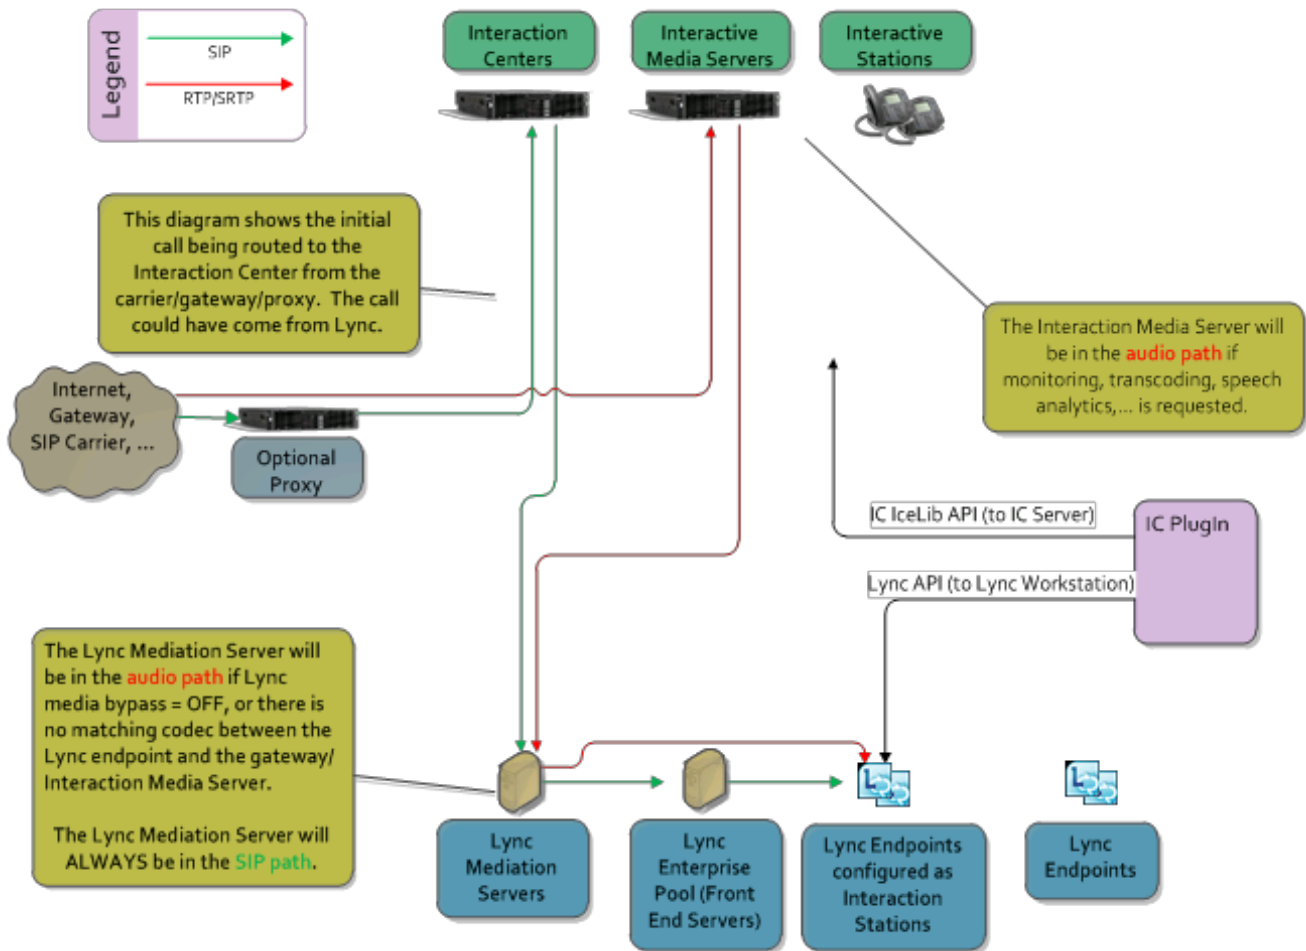 Legend
SIP
RTP/SRTP
Interaction
Centers
Interactive
Media Servers
Interactive
Stations
This diagram shows the initial
call being routed to the
Interaction Center from the
carrier/gateway/proxy.  The call
could have come from Lync.
The Interaction Media Server will
be in the audio path if
monitoring, transcoding, speech
analytics,... is requested.
Internet,
Gateway,
SIP Carrier, ...
Optional
Proxy
IC IceLib API (to IC Server)
IC PlugIn
Lync API (to Lync Workstation)
The Lync Mediation Server will
be in the audio path if Lync
media bypass = OFF, or there is
no matching codec between the
Lync endpoint and the gateway/
Interaction Media Server.
The Lync Mediation Server will
ALWAYS be in the SIP path.
Lync
Mediation
Servers
Lync
Enterprise
Pool (Front
End Servers)
Lync Endpoints
configured as
Interaction
Stations
Lync
Endpoints